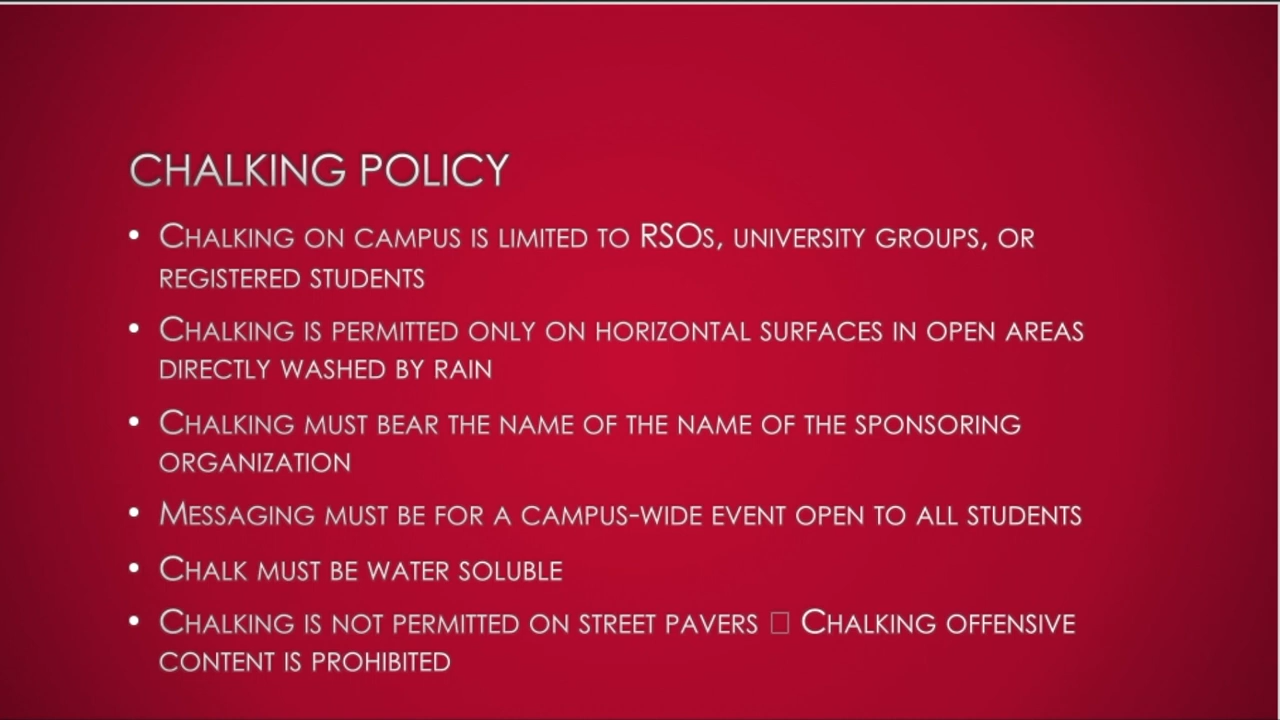 CHALKING POLICY
• CHALKING ON CAMPUS IS LIMITED TO RSOS, UNIVERSITY GROUPS, OR
REGISTERED STUDENTS
• CHALKING IS PERMITTED ONLY ON HORIZONTAL SURFACES IN OPEN AREAS
DIRECTLY WASHED BY RAIN
• CHALKING MUST BEAR THE NAME OF THE NAME OF THE SPONSORING
ORGANIZATION
• MESSAGING MUST BE FOR A CAMPUS-WIDE EVENT OPEN TO ALL STUDENTS
• CHALK MUST BE WATER SOLUBLE
• CHALKING IS NOT PERMITTED ON STREET PAVERS □ CHALKING OFFENSIVE
CONTENT IS PROHIBITED